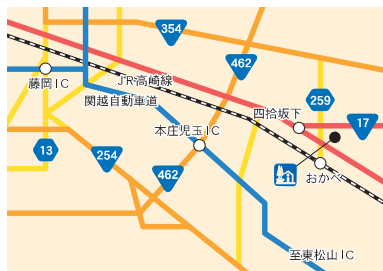 354
462
JR高崎線
藤岡IC
関越自動車道
259
四拾坂下
17
本庄児玉IC
13
254
462
おかべ
至東松山IC